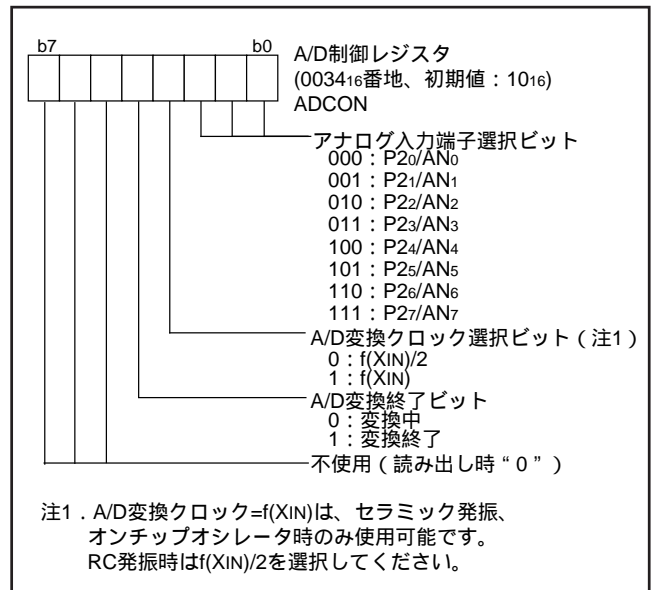 b7 b0
A/D制御レジスタ
(003416番地、初期値：1016)
ADCON
アナログ入力端子選択ビット
000：P20/AN0
001：P21/AN1
010：P22/AN2
011：P23/AN3
100：P24/AN4
101：P25/AN5
110：P26/AN6
111：P27/AN7
A/D変換クロック選択ビット（注1）
0：f(XIN)/2
1：f(XIN)
A/D変換終了ビット
0：変換中
1：変換終了
不使用（読み出し時“0”）
注1．A/D変換クロック=f(XIN)は、セラミック発振、
オンチップオシレータ時のみ使用可能です。
RC発振時はf(XIN)/2を選択してください。